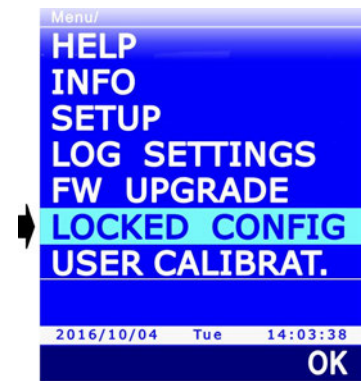 Menu/
HELP
INFO
SETUP
LOG SETTINGS
FW UPGRADE
LOCKED CONFIG
USER CALIBRAT.
2016/10/04 Tue 14:03:38
OK